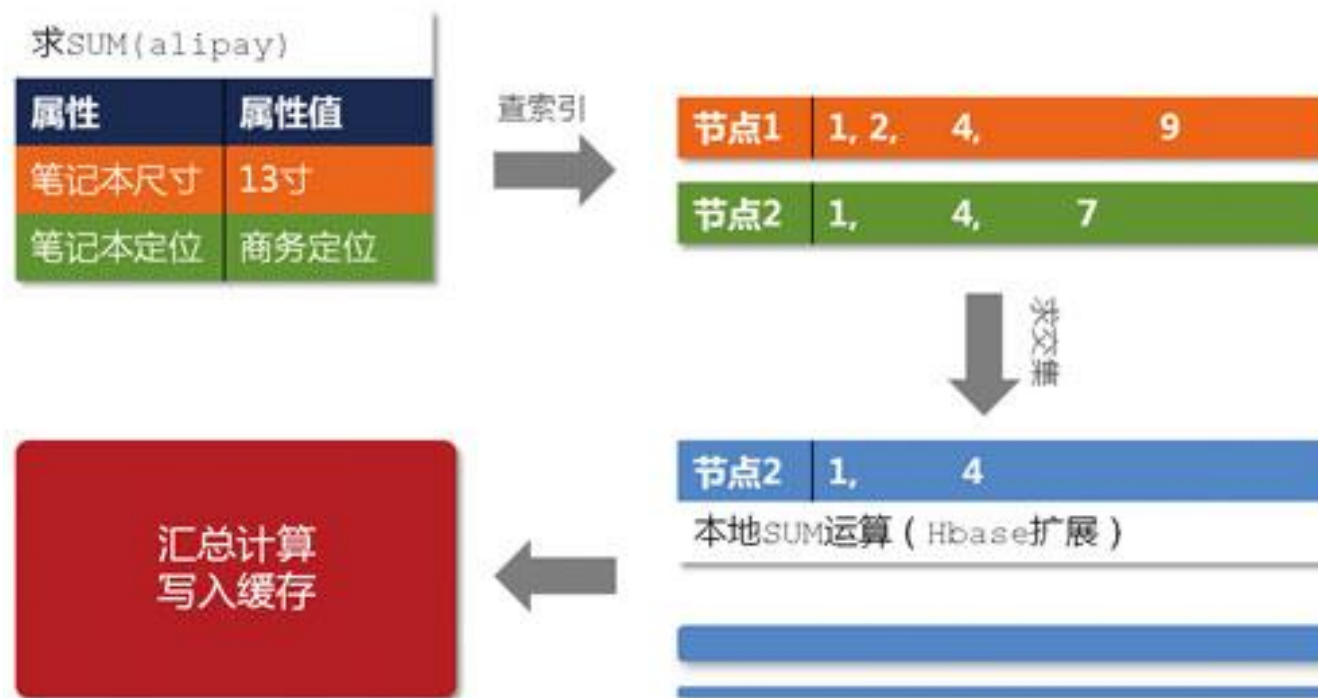 求SUM(alipay)
属性 属性值
笔记本尺寸 13寸
笔记本定位 商务定位
查索引
节点1 1, 2, 4, 9
节点2 1, 4, 7
求交集
节点2 1, 4
本地SUM运算（Hbase扩展）
汇总计算
写入缓存